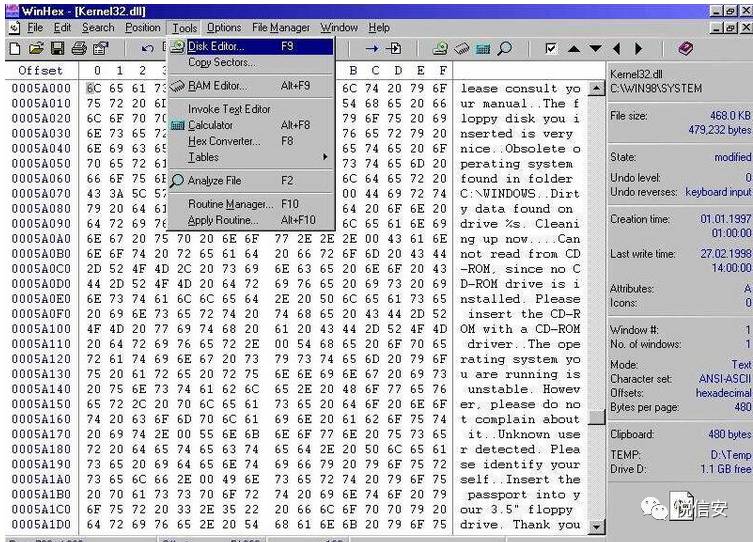 WinHex - [Kernel32.dll]
File Edit Search Position Tools Options File Manager Window Help
Disk Editor... F9
Copy Sectors...
RAM Editor... Alt+F9
Invoke Text Editor
Calculator Alt+F8
Hex Converter... F8
Tables
Analyze File F2
Routine Manager... F10
Apply Routine... Alt+F10
Offset 0 1 2 3 B C D E F
0005A000 6C 65 61 73 6C 74 20 79 6F lease consult yo
0005A010 75 72 20 6D 54 68 65 20 66 ur manual..The f
0005A020 6C 6F 70 70 79 6F 75 20 69 loppy disk you i
0005A030 6E 73 65 72 76 65 72 79 20 nserted is very
0005A040 6E 69 63 65 65 74 65 20 6F nice..Obsolete o
0005A050 70 65 72 61 73 74 65 6D 20 perating system
0005A060 66 6F 75 6E 6C 64 65 72 20 found in folder
0005A070 43 3A 5C 57 00 44 69 72 74 C:\WINDOWS..Dirt
0005A080 79 20 64 61 64 20 6F 6E 20 y data found on
0005A090 64 72 69 76 6C 65 61 6E 69 drive %s. Cleani
0005A0A0 6E 67 20 75 70 20 6E 6F 77 2E 2E 2E 00 43 61 6E ng up now....Can
0005A0B0 6E 6F 74 20 72 65 61 64 20 66 72 6F 6D 20 43 44 not read from CD
0005A0C0 2D 52 4F 4D 2C 20 73 69 6E 63 65 20 6E 6F 20 43 -ROM, since no C
0005A0D0 44 2D 52 4F 4D 20 64 72 69 76 65 20 69 73 20 69 D-ROM drive is i
0005A0E0 6E 73 74 61 6C 6C 65 64 2E 20 50 6C 65 61 73 65 nstalled. Please
0005A0F0 20 69 6E 73 65 72 74 20 74 68 65 20 43 44 2D 52 insert the CD-R
0005A100 4F 4D 20 77 69 74 68 20 61 20 43 44 2D 52 4F 4D OM with a CD-ROM
0005A110 20 64 72 69 76 65 72 2E 00 54 68 65 20 6F 70 65 driver..The ope
0005A120 72 61 74 69 6E 67 20 73 79 73 74 65 6D 20 79 6F rating system yo
0005A130 75 20 61 72 65 20 72 75 6E 6E 69 6E 67 20 69 73 u are running is
0005A140 20 75 6E 73 74 61 62 6C 65 2E 20 48 6F 77 65 76 unstable. Howev
0005A150 65 72 2C 20 70 6C 65 61 73 65 20 64 6F 20 6E 6F er, please do no
0005A160 74 20 63 6F 6D 70 6C 61 69 6E 20 61 62 6F 75 74 t complain about
0005A170 20 69 74 2E 00 55 6E 6B 6E 6F 77 6E 20 75 73 65 it..Unknown use
0005A180 72 20 64 65 74 65 63 74 65 64 2E 20 50 6C 65 61 r detected. Plea
0005A190 73 65 20 69 64 65 6E 74 69 66 79 20 79 6F 75 72 se identify your
0005A1A0 73 65 6C 66 2E 00 49 6E 73 65 72 74 20 79 6F 75 self..Insert the
0005A1B0 20 70 61 73 73 70 6F 72 74 20 69 6E 74 6F 20 79 passport into y
0005A1C0 6F 75 72 20 33 2E 35 22 20 66 6C 6F 70 70 79 20 our 3.5" floppy
0005A1D0 64 72 69 76 65 2E 20 54 68 61 6E 6B 20 79 6F 75 drive. Thank you
Kernel32.dll
C:\WIN98\SYSTEM
File size: 468.0 KB
479,232 bytes
State: modified
Undo level: 0
Undo reverses: keyboard input
Creation time: 01.01.1997
01:00:00
Last write time: 27.02.1998
14:00:00
Attributes: A
Icons: 0
Window #: 1
No. of windows: 1
Mode: Text
Character set: ANSI-ASCII
Offsets: hexadecimal
Bytes per page: 480
Clipboard: 480 bytes
TEMP: D:\Temp
Drive D: 1.1 GB free
悦信安